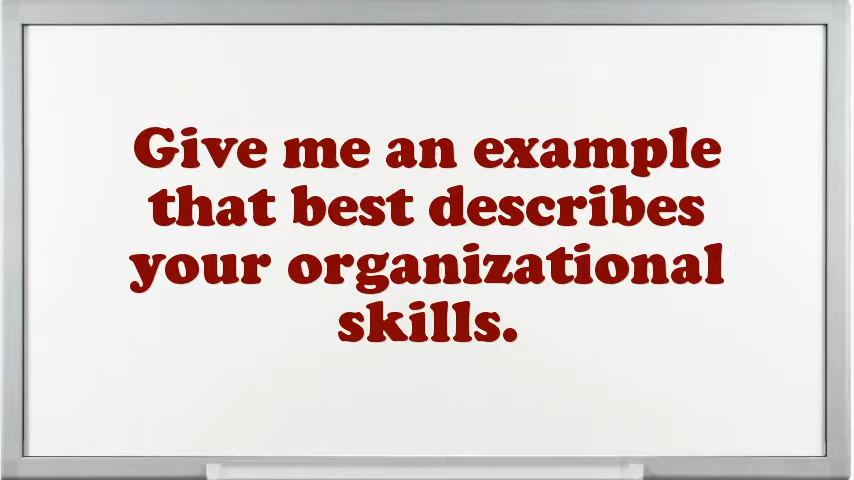 Give me an example
that best describes
your organizational
skills.